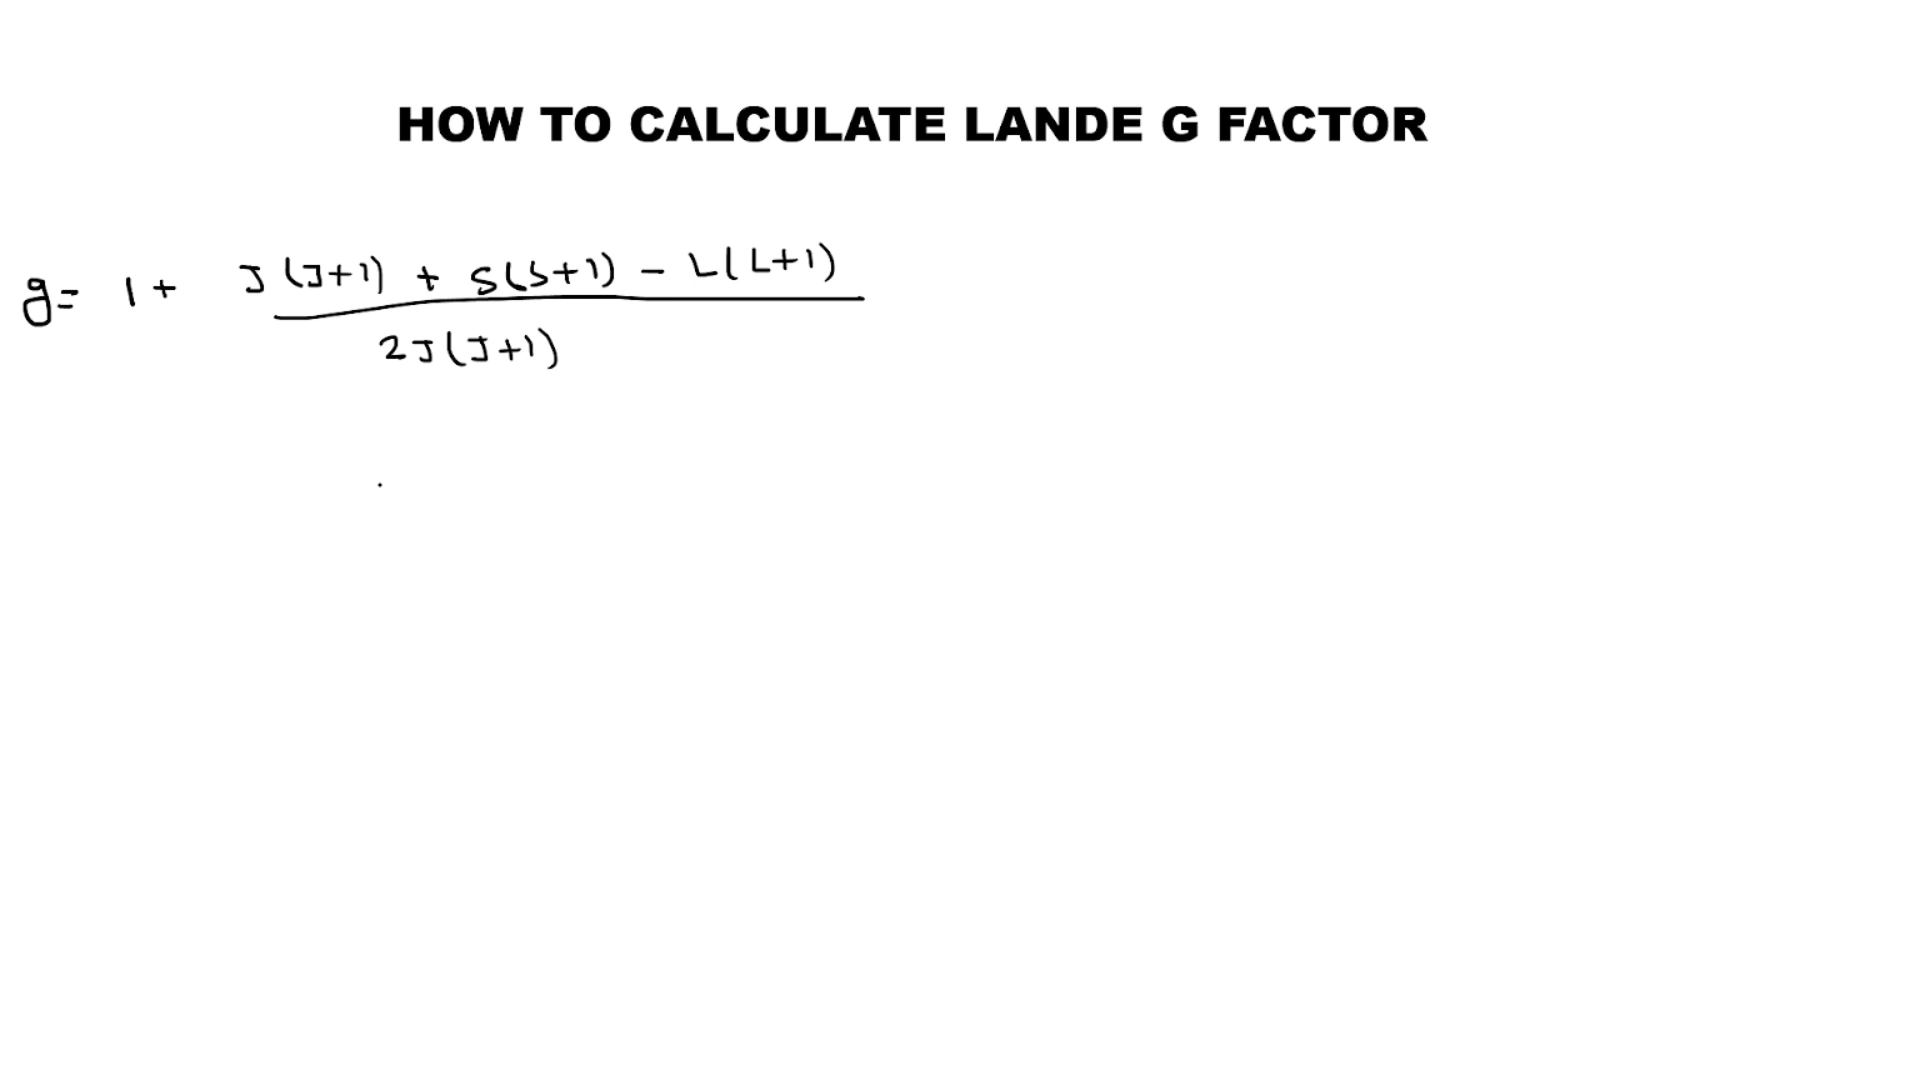 HOW TO CALCULATE LANDE G FACTOR
g= 1+ J(J+1) + S(S+1) - L(L+1)
2J(J+1)